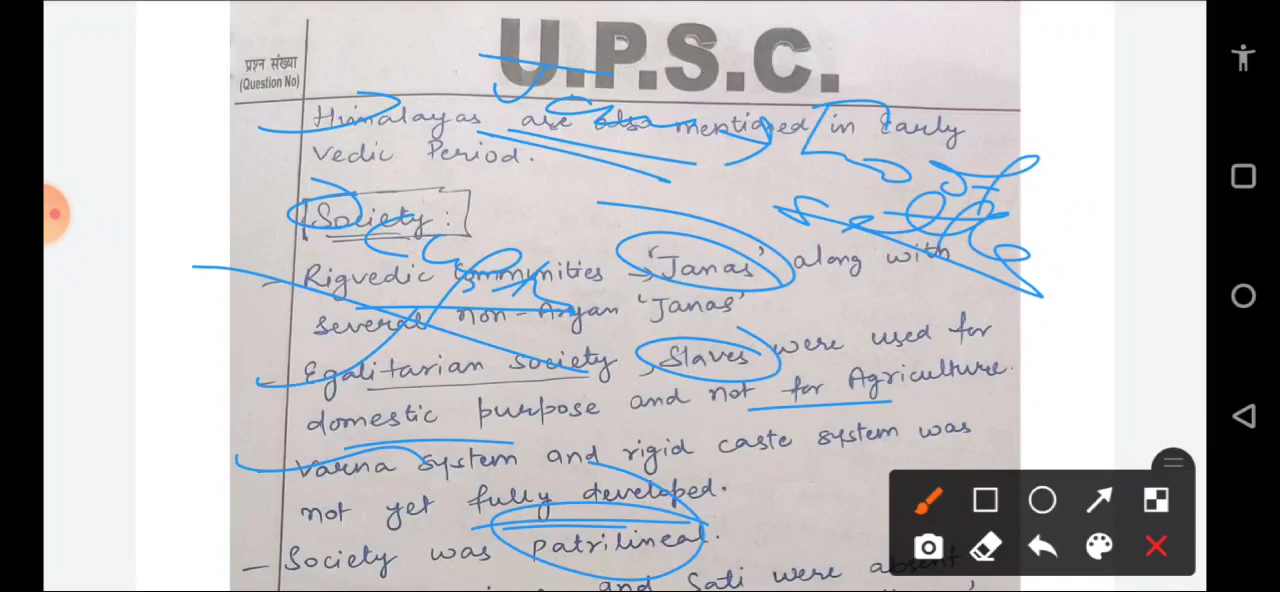 U.P.S.C.
प्रश्न संख्या
(Question No)
Himalayas are also mentioned in Early
Vedic Period.
Society :
- Rigvedic Communities → 'Janas' along with
several non-Aryan 'Janas'
- Egalitarian society, Slaves were used for
domestic purpose and not for Agriculture.
- Varna system and rigid caste system was
not yet fully developed.
- Society was patrilineal.
and Sati were absent